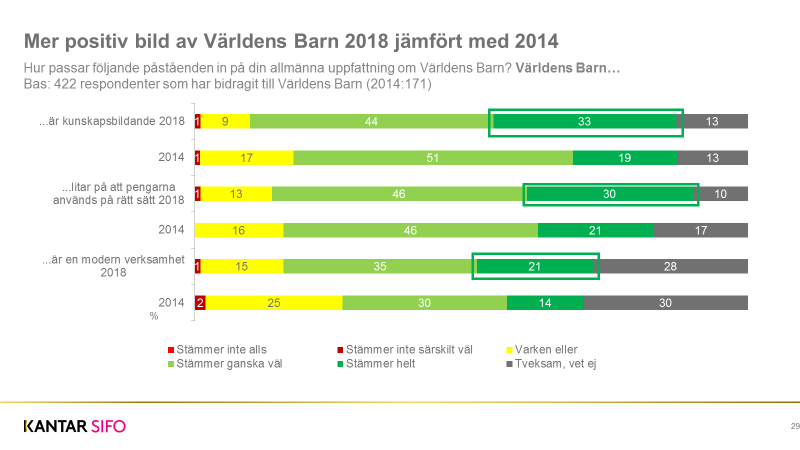 Mer positiv bild av Världens Barn 2018 jämfört med 2014
Hur passar följande påståenden in på din allmänna uppfattning om Världens Barn? Världens Barn…
Bas: 422 respondenter som har bidragit till Världens Barn (2014:171)
...är kunskapsbildande 2018
1 9 44 33 13
2014
1 17 51 19 13
...litar på att pengarna
används på rätt sätt 2018
1 13 46 30 10
2014
16 46 21 17
...är en modern verksamhet
2018
1 15 35 21 28
2014
2 25 30 14 30
%
Stämmer inte alls
Stämmer inte särskilt väl
Varken eller
Stämmer ganska väl
Stämmer helt
Tveksam, vet ej
KANTAR SIFO
29